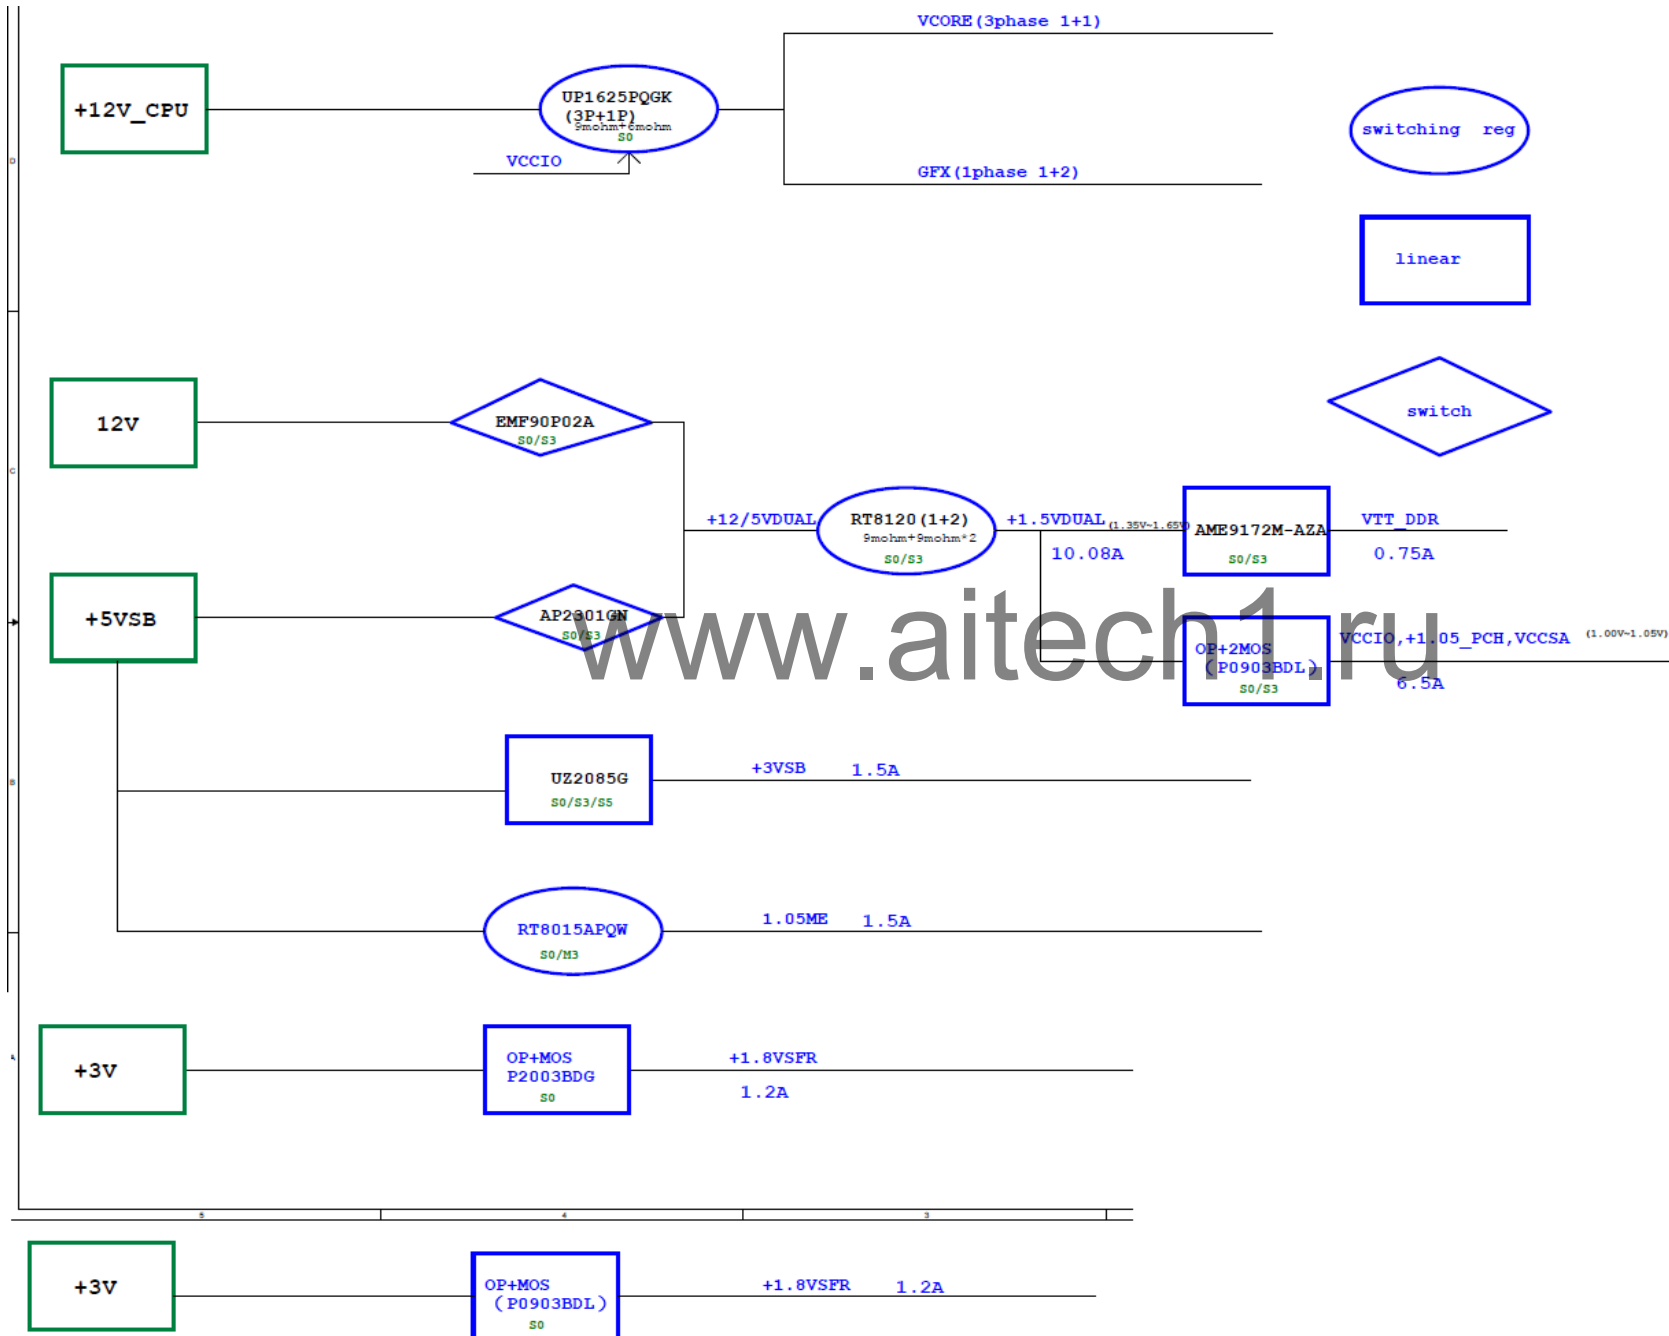 VCORE(3phase 1+1)
+12V_CPU
UP1625PQGK
(3P+1P)
9mohm+6mohm
S0
VCCIO
GFX(1phase 1+2)
switching reg
linear
switch
D
12V
EMF90P02A
S0/S3
C
+12/5VDUAL
RT8120(1+2)
9mohm+9mohm*2
S0/S3
+1.5VDUAL
(1.35V~1.65V)
10.08A
AME9172M-AZA
S0/S3
VTT_DDR
0.75A
+5VSB
AP2301GN
S0/S3
www.aitech1.ru
OP+2MOS
(P0903BDL)
S0/S3
VCCIO,+1.05_PCH,VCCSA
(1.00V~1.05V)
6.5A
B
UZ2085G
S0/S3/S5
+3VSB 1.5A
RT8015APQW
S0/M3
1.05ME 1.5A
A
+3V
OP+MOS
P2003BDG
S0
+1.8VSFR
1.2A
5 4 3
+3V
OP+MOS
(P0903BDL)
S0
+1.8VSFR 1.2A